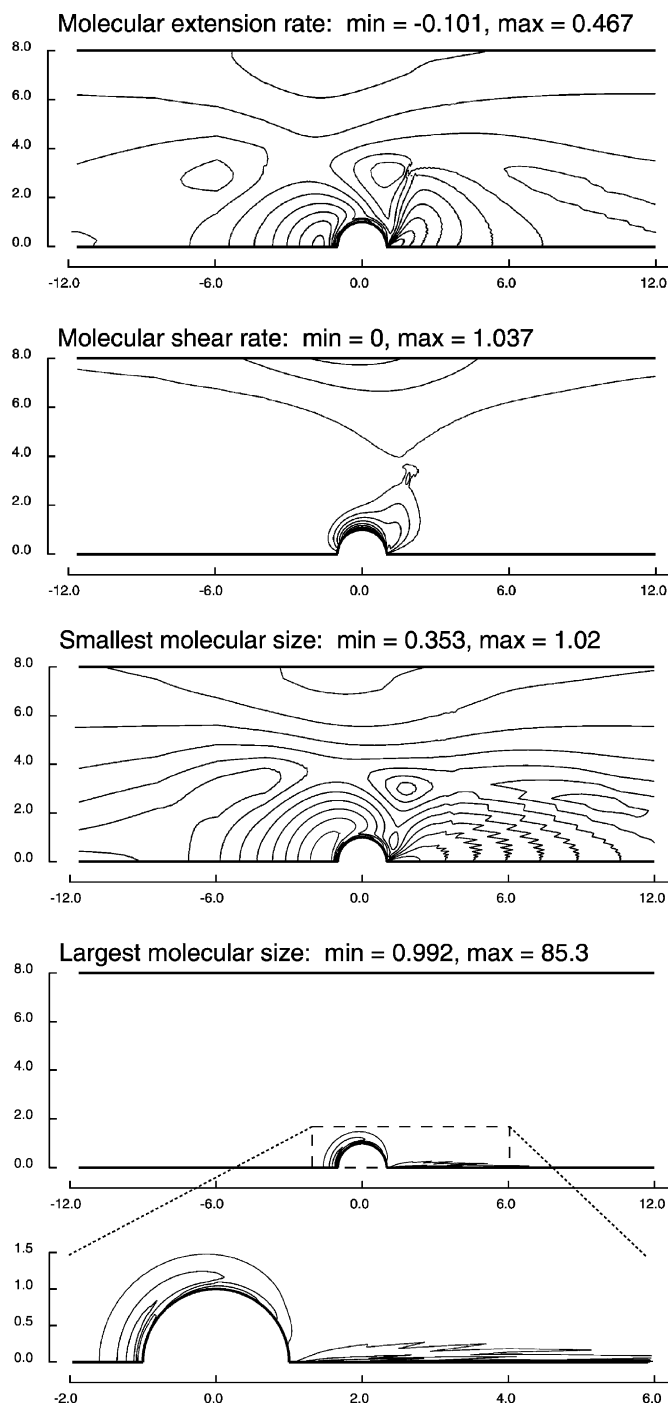 Molecular extension rate: min = -0.101, max = 0.467
8.0
6.0
4.0
2.0
0.0
-12.0 -6.0 0.0 6.0 12.0
Molecular shear rate: min = 0, max = 1.037
8.0
6.0
4.0
2.0
0.0
-12.0 -6.0 0.0 6.0 12.0
Smallest molecular size: min = 0.353, max = 1.02
8.0
6.0
4.0
2.0
0.0
-12.0 -6.0 0.0 6.0 12.0
Largest molecular size: min = 0.992, max = 85.3
8.0
6.0
4.0
2.0
0.0
-12.0 -6.0 0.0 6.0 12.0
1.5
1.0
0.5
0.0
-2.0 0.0 2.0 4.0 6.0